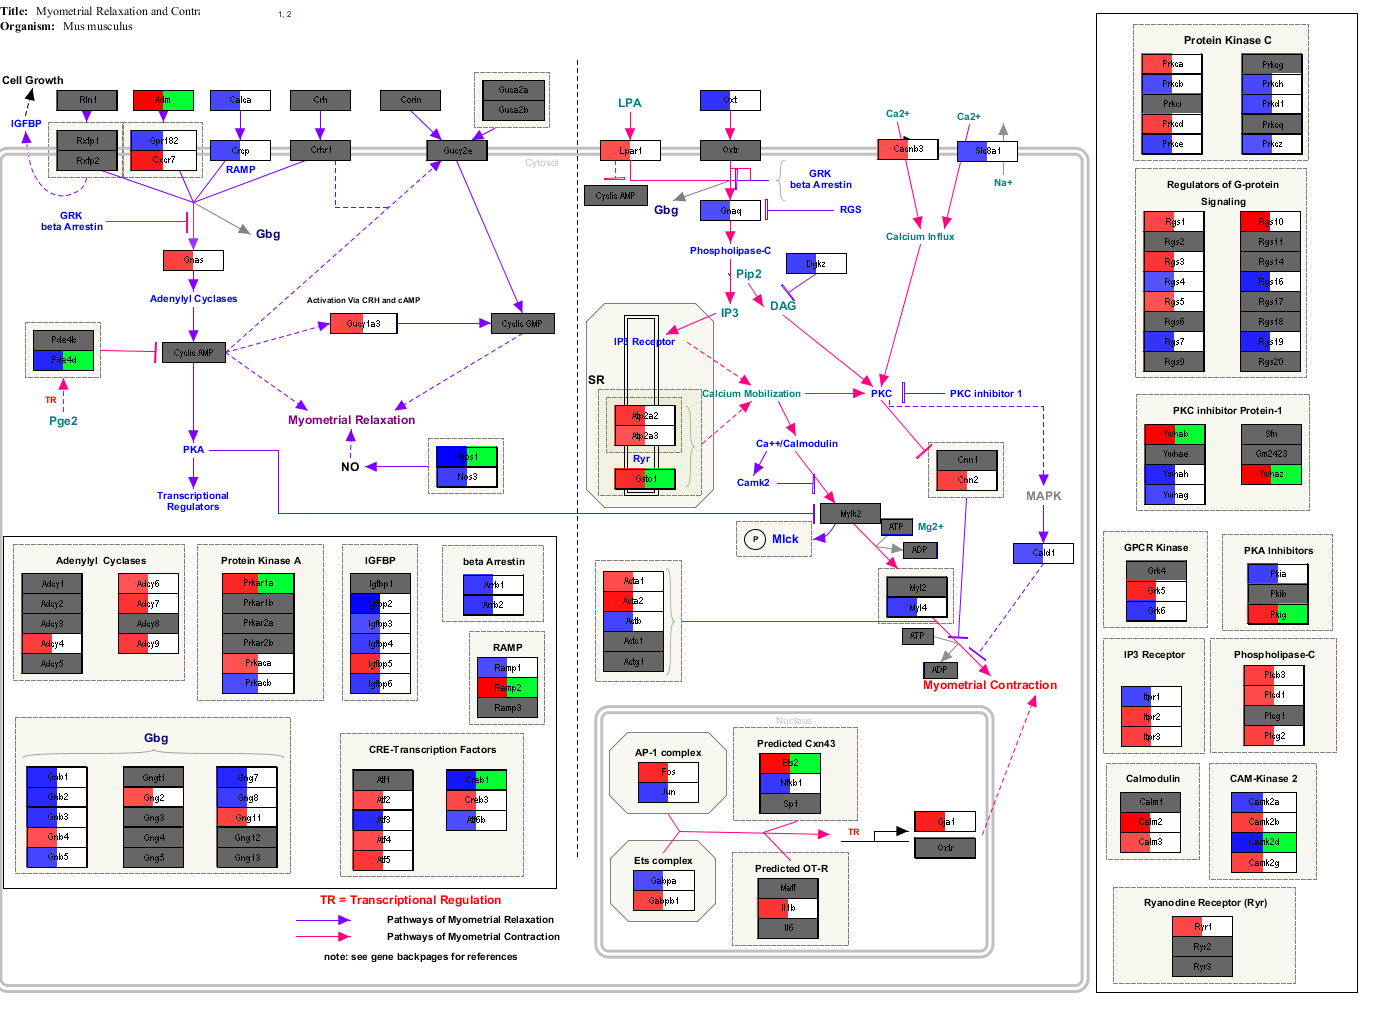 Title: Myometrial Relaxation and Contra
1, 2
Organism: Mus musculus
Cell Growth
IGFBP
Rln1
Adm
Calca
Crh
Corin
Guca2a
Guca2b
Rxfp1
Rxfp2
Gpr182
Cxcr7
Crcp
RAMP
Crhr1
Gucy2e
Cytosol
GRK
beta Arrestin
Gbg
Gnas
Adenylyl Cyclases
Activation Via CRH and cAMP
Gucy1a3
Cyclic GMP
Pde4b
Pde4d
Cyclic AMP
TR
Pge2
Myometrial Relaxation
PKA
NO
Nos1
Nos3
Transcriptional
Regulators
LPA
Oxt
Ca2+
Ca2+
Lpar1
Oxtr
Cacnb3
Slc8a1
Na+
Cyclic AMP
Gbg
GRK
beta Arrestin
Gnaq
RGS
Calcium Influx
Phospholipase-C
Pip2
Dgkz
IP3
DAG
IP3 Receptor
SR
Calcium Mobilization
PKC
PKC inhibitor 1
Atp2a2
Atp2a3
Ryr
Gsto1
Ca++/Calmodulin
Camk2
Cnn1
Cnn2
MAPK
Mylk2
ATP
Mg2+
P
Mlck
ADP
Cald1
Acta1
Acta2
Actb
Actc1
Actg1
Myl2
Myl4
ATP
ADP
Myometrial Contraction
Adenylyl Cyclases
Adcy1
Adcy2
Adcy3
Adcy4
Adcy5
Adcy6
Adcy7
Adcy8
Adcy9
Protein Kinase A
Prkar1a
Prkar1b
Prkar2a
Prkar2b
Prkaca
Prkacb
IGFBP
Igfbp1
Igfbp2
Igfbp3
Igfbp4
Igfbp5
Igfbp6
beta Arrestin
Arrb1
Arrb2
RAMP
Ramp1
Ramp2
Ramp3
Gbg
Gnb1
Gnb2
Gnb3
Gnb4
Gnb5
Gngt1
Gng2
Gng3
Gng4
Gng5
Gng7
Gng8
Gng11
Gng12
Gng13
CRE-Transcription Factors
Atf1
Atf2
Atf3
Atf4
Atf5
Creb1
Creb3
Atf6b
TR = Transcriptional Regulation
Pathways of Myometrial Relaxation
Pathways of Myometrial Contraction
note: see gene backpages for references
Nucleus
AP-1 complex
Fos
Jun
Predicted Cxn43
Ets2
Nfkb1
Sp1
TR
Gja1
Oxtr
Ets complex
Gabpa
Gabpb1
Predicted OT-R
Maff
Il1b
Il6
Protein Kinase C
Prkca
Prkcb
Prkci
Prkcd
Prkce
Prkcg
Prkch
Prkd1
Prkcq
Prkcz
Regulators of G-protein
Signaling
Rgs1
Rgs2
Rgs3
Rgs4
Rgs5
Rgs6
Rgs7
Rgs9
Rgs10
Rgs11
Rgs14
Rgs16
Rgs17
Rgs18
Rgs19
Rgs20
PKC inhibitor Protein-1
Ywhab
Ywhae
Ywhah
Ywhag
Sfn
Gm2423
Ywhaz
GPCR Kinase
Grk4
Grk5
Grk6
PKA Inhibitors
Pkia
Pkib
Pkig
IP3 Receptor
Itpr1
Itpr2
Itpr3
Phospholipase-C
Plcb3
Plcd1
Plcg1
Plcg2
Calmodulin
Calm1
Calm2
Calm3
CAM-Kinase 2
Camk2a
Camk2b
Camk2d
Camk2g
Ryanodine Receptor (Ryr)
Ryr1
Ryr2
Ryr3